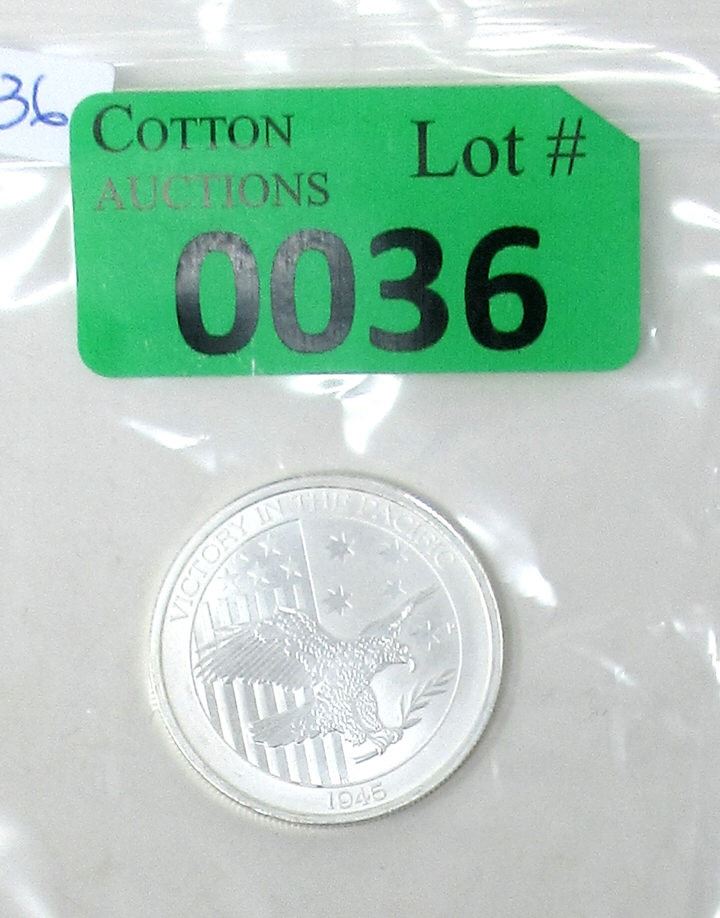 36
COTTON
AUCTIONS
Lot #
0036
VICTORY IN THE PACIFIC
1945